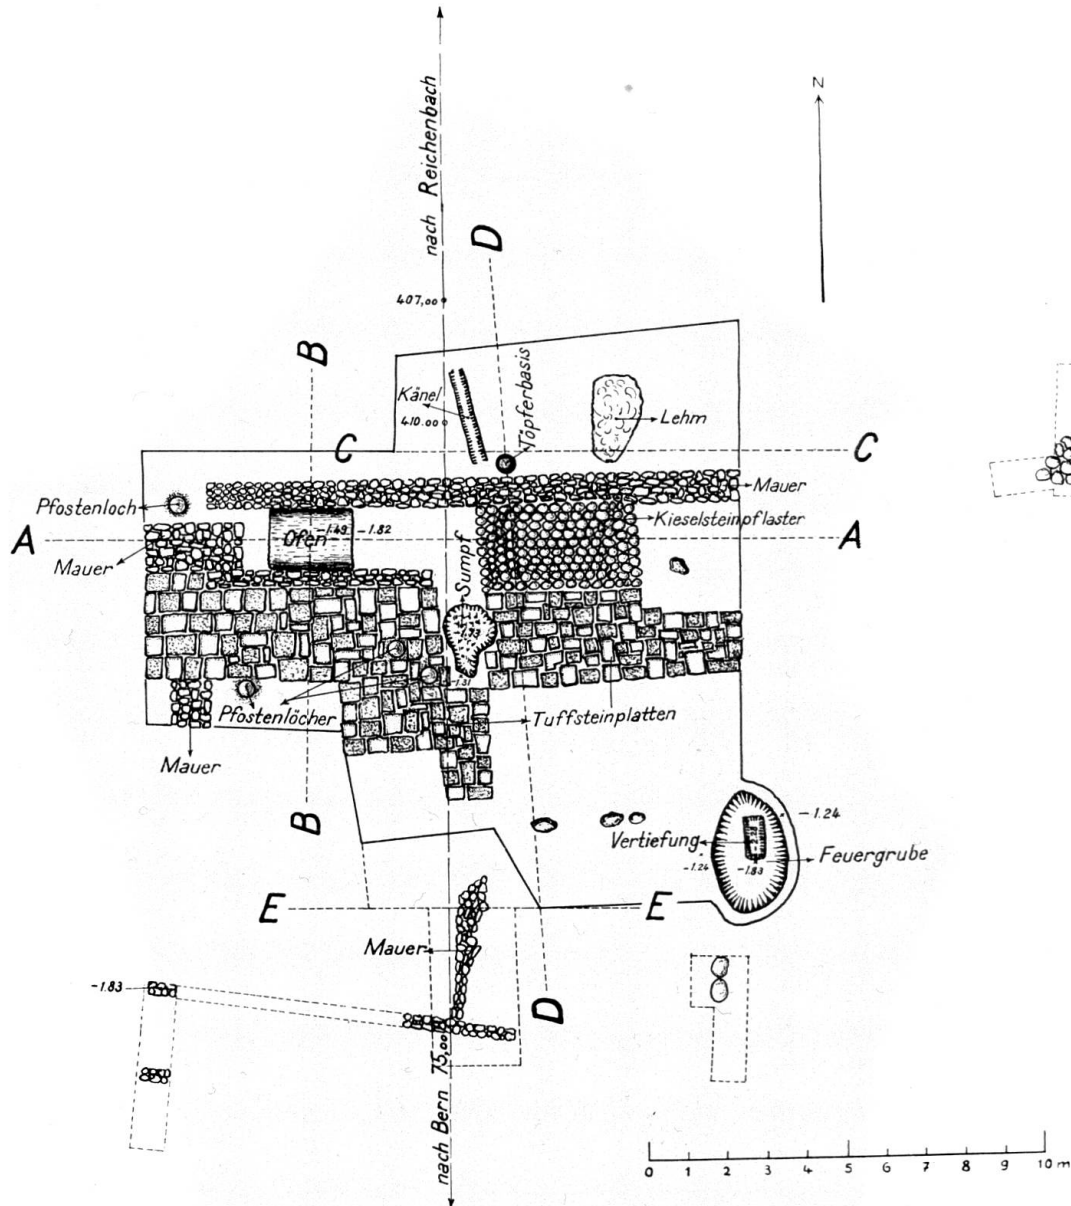 nach Reichenbach
N
D
407,00
B
Känel
410.00
Töpferbasis
Lehm
C
C
Mauer
Pfostenloch
Kieselsteinpflaster
A
Ofen
-1.49
-1.82
A
Mauer
Sumpf
1.73
-1.31
Pfostenlöcher
Tuffsteinplatten
Mauer
B
-1.24
Vertiefung
Feuergrube
-1.24
-1.83
E
E
Mauer
-1.83
D
75,00
nach Bern
0 1 2 3 4 5 6 7 8 9 10 m